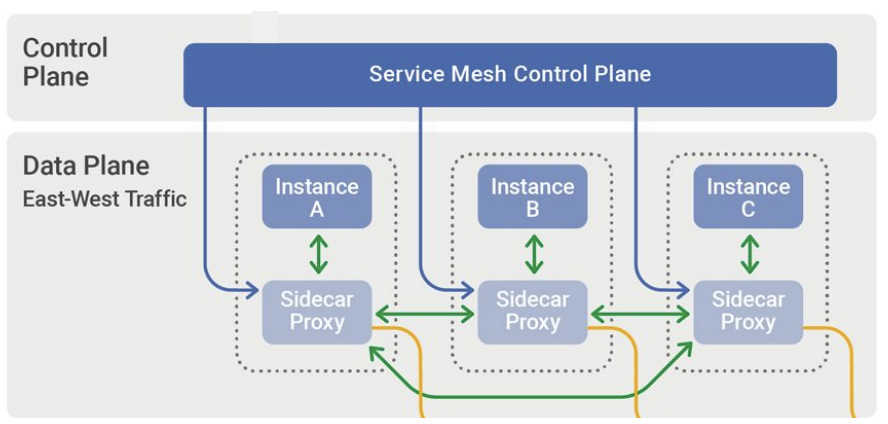 Control
Plane
Service Mesh Control Plane
Data Plane
East-West Traffic
Instance
A
Instance
B
Instance
C
Sidecar
Proxy
Sidecar
Proxy
Sidecar
Proxy